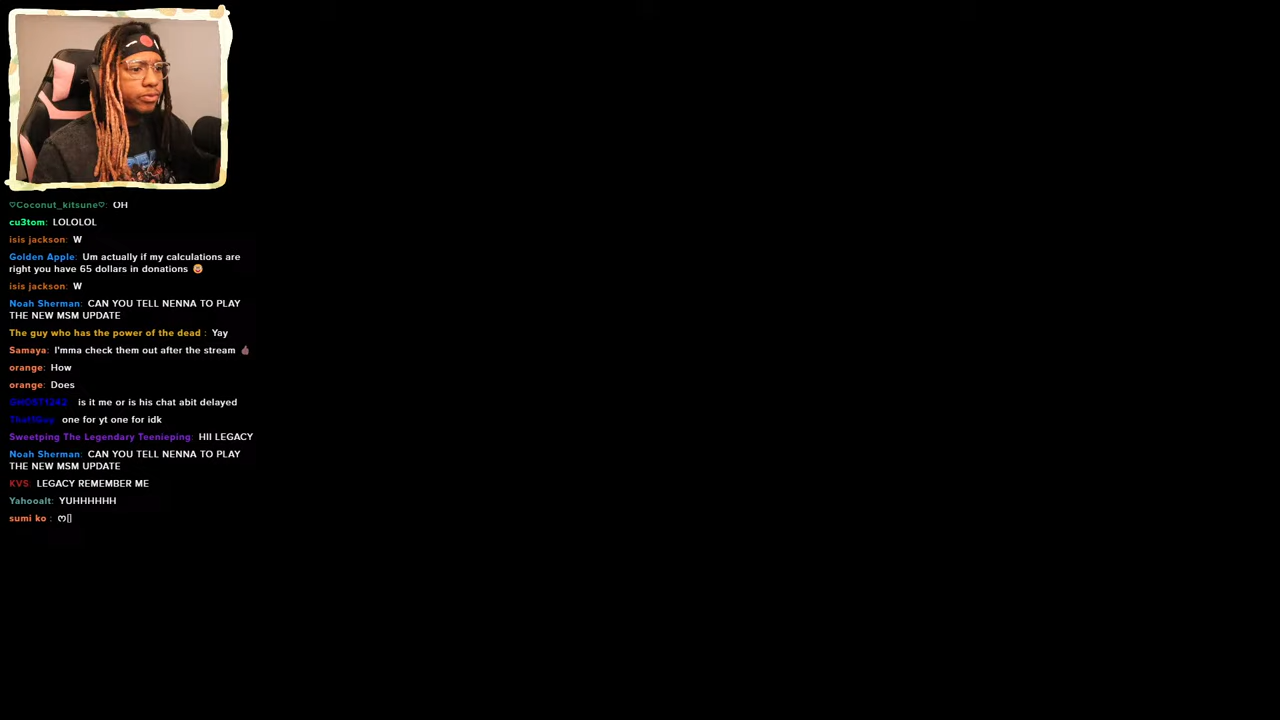 ♡Coconut_kitsune♡: OH
cu3tom: LOLOLOL
isis jackson: W
Golden Apple: Um actually if my calculations are
right you have 65 dollars in donations
isis jackson: W
Noah Sherman: CAN YOU TELL NENNA TO PLAY
THE NEW MSM UPDATE
The guy who has the power of the dead : Yay
Samaya: I'mma check them out after the stream
orange: How
orange: Does
GHOST1242 is it me or is his chat abit delayed
That1Guy one for yt one for idk
Sweetping The Legendary Teenieping: HII LEGACY
Noah Sherman: CAN YOU TELL NENNA TO PLAY
THE NEW MSM UPDATE
KVS: LEGACY REMEMBER ME
Yahooalt: YUHHHHHH
sumi ko :